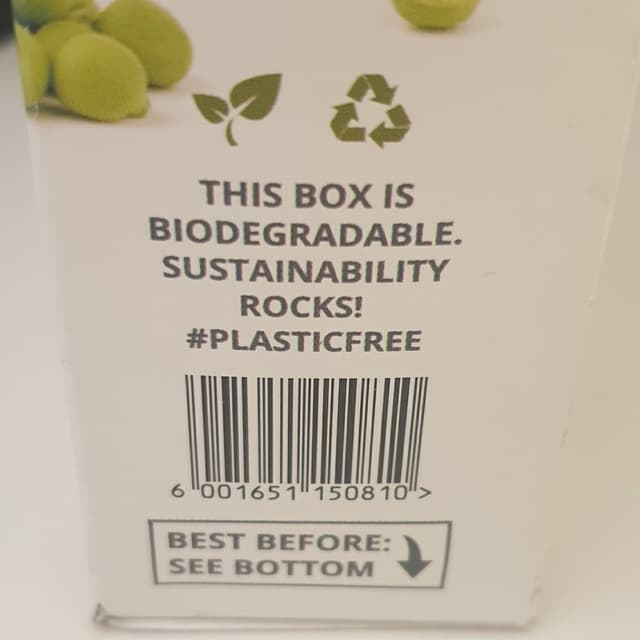 THIS BOX IS
BIODEGRADABLE.
SUSTAINABILITY
ROCKS!
#PLASTICFREE
6 001651 150810 >
BEST BEFORE:
SEE BOTTOM